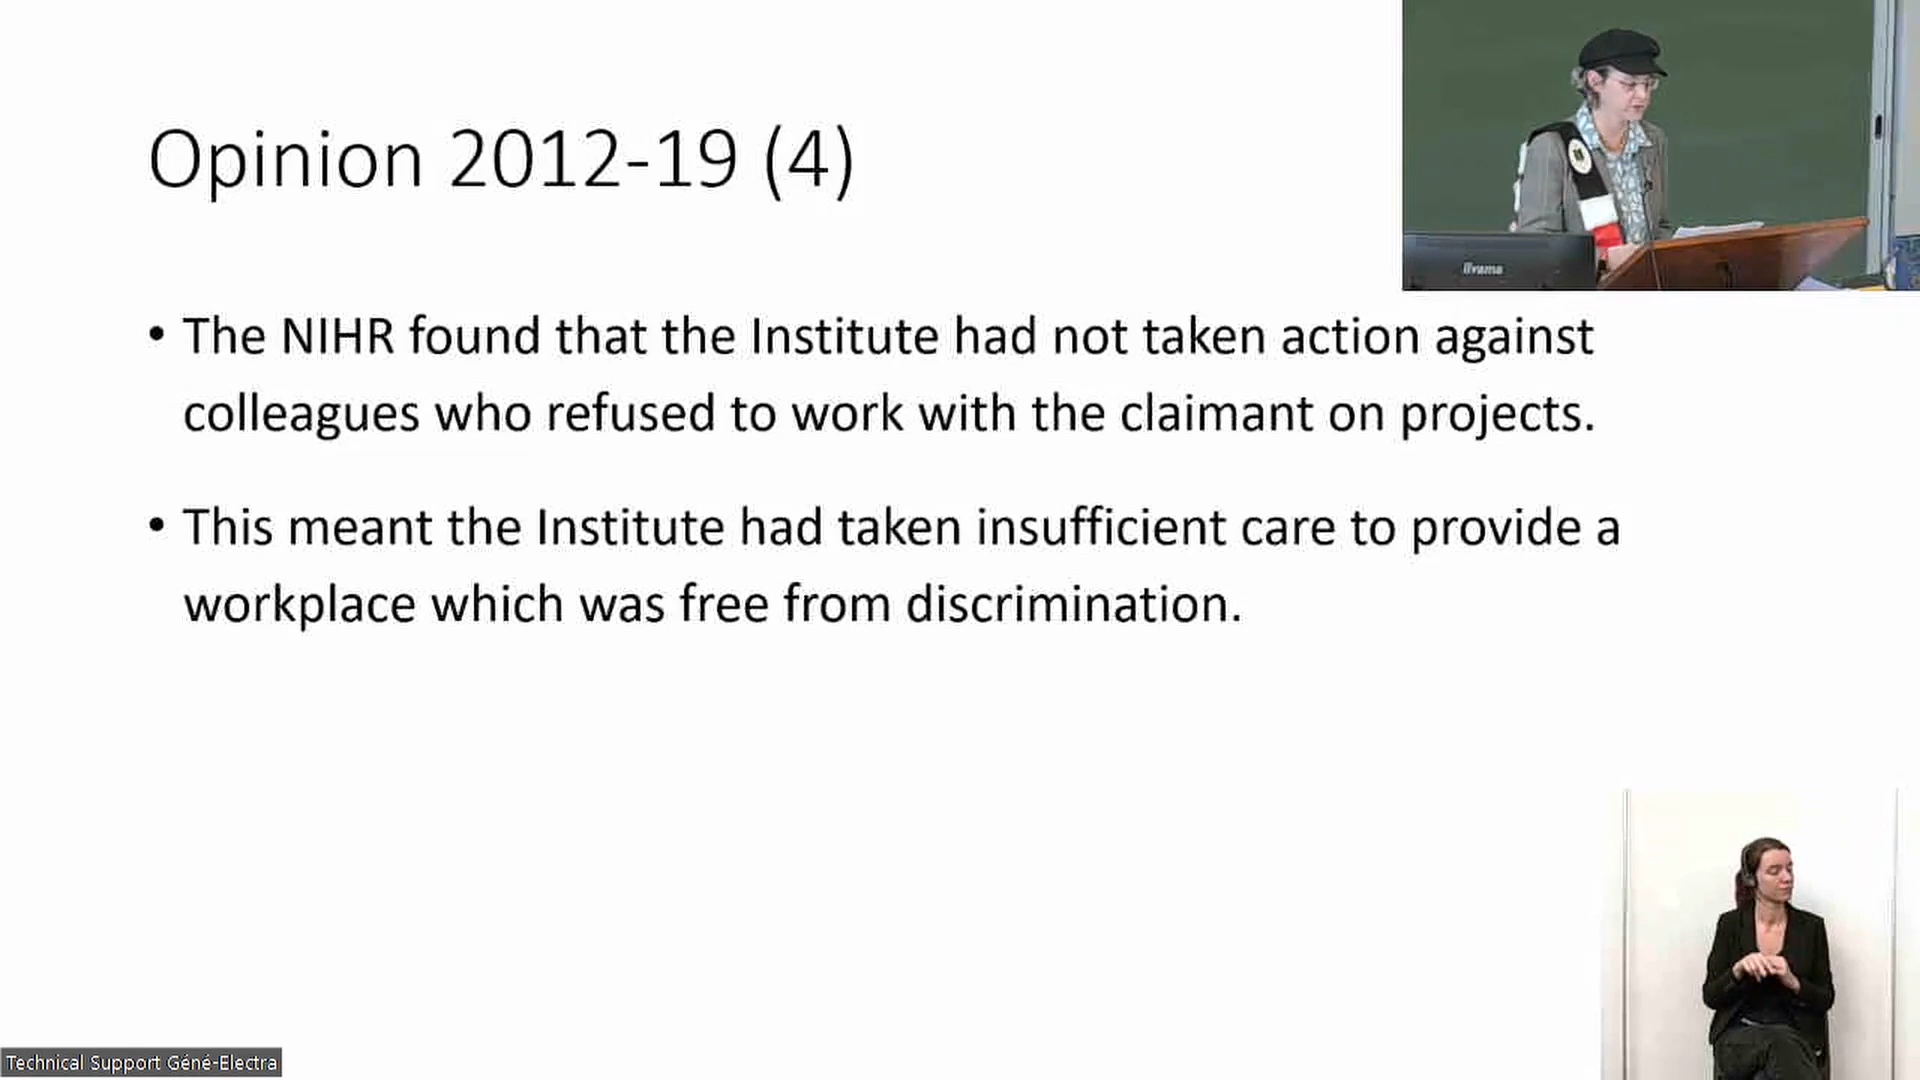 Opinion 2012-19 (4)
• The NIHR found that the Institute had not taken action against
colleagues who refused to work with the claimant on projects.
• This meant the Institute had taken insufficient care to provide a
workplace which was free from discrimination.
iiyama
Technical Support Géné-Electra